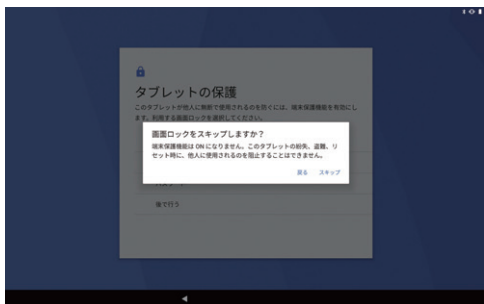 タブレットの保護
このタブレットが他人に無断で使用されるのを防ぐには、端末保護機能を有効にし
ます。利用する画面ロックを選択してください。
画面ロックをスキップしますか？
端末保護機能は ON になりません。このタブレットの紛失、盗難、リ
セット時に、他人に使用されるのを阻止することはできません。
戻る スキップ
後で行う